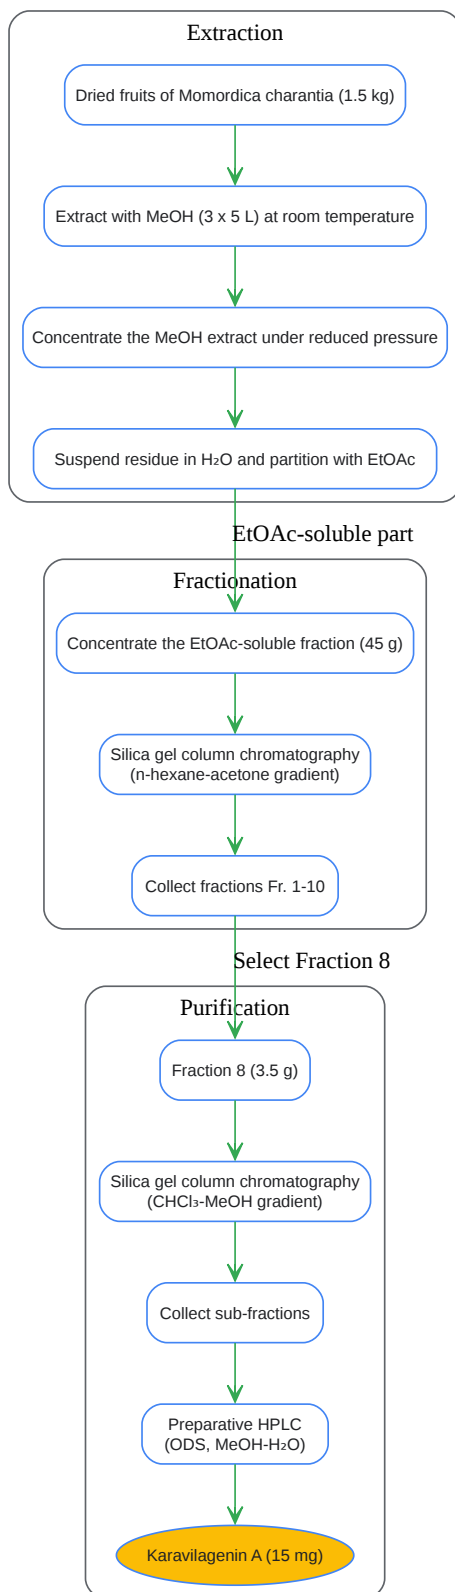 Extraction
Dried fruits of Momordica charantia (1.5 kg)
Extract with MeOH (3 x 5 L) at room temperature
Concentrate the MeOH extract under reduced pressure
Suspend residue in H₂O and partition with EtOAc
EtOAc-soluble part
Fractionation
Concentrate the EtOAc-soluble fraction (45 g)
Silica gel column chromatography
(n-hexane-acetone gradient)
Collect fractions Fr. 1-10
Select Fraction 8
Purification
Fraction 8 (3.5 g)
Silica gel column chromatography
(CHCl₃-MeOH gradient)
Collect sub-fractions
Preparative HPLC
(ODS, MeOH-H₂O)
Karavilagenin A (15 mg)